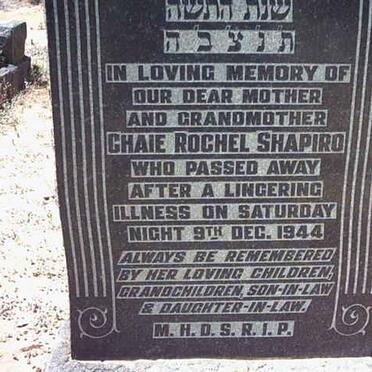 שנת התשה
ת נ צ ב ה
IN LOVING MEMORY OF
OUR DEAR MOTHER
AND GRANDMOTHER
CHAIE ROCHEL SHAPIRO
WHO PASSED AWAY
AFTER A LINGERING
ILLNESS ON SATURDAY
NIGHT 9TH DEC. 1944
ALWAYS BE REMEMBERED
BY HER LOVING CHILDREN,
GRANDCHILDREN, SON-IN-LAW
& DAUGHTER-IN-LAW.
M.H.D.S.R.I.P.